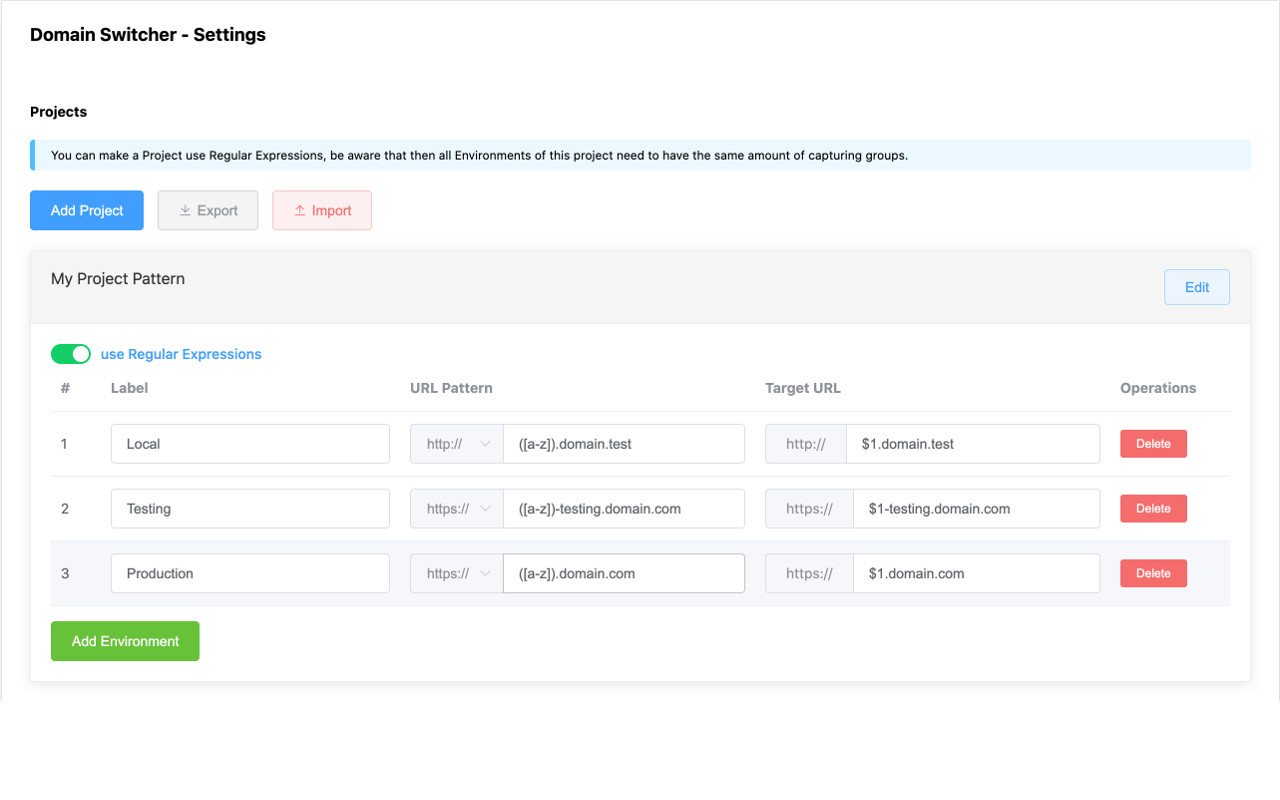 Domain Switcher - Settings
Projects
You can make a Project use Regular Expressions, be aware that then all Environments of this project need to have the same amount of capturing groups.
Add Project Export Import
My Project Pattern Edit
use Regular Expressions
# Label URL Pattern Target URL Operations
1 Local http:// ([a-z]).domain.test http:// $1.domain.test Delete
2 Testing https:// ([a-z])-testing.domain.com https:// $1-testing.domain.com Delete
3 Production https:// ([a-z]).domain.com https:// $1.domain.com Delete
Add Environment